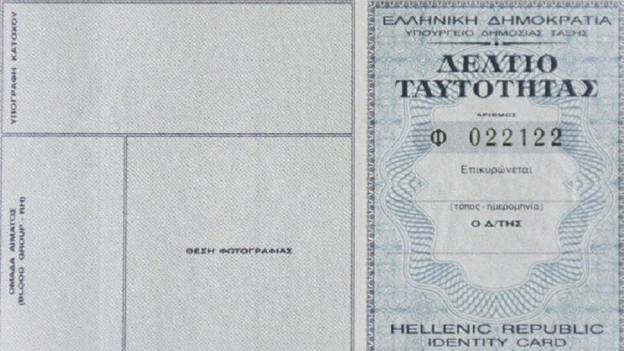 ΥΠΟΓΡΑΦΗ ΚΑΤΟΧΟΥ
ΟΜΑΔΑ ΑΙΜΑΤΟΣ
(BLOOD GROUP - RH)
ΘΕΣΗ ΦΩΤΟΓΡΑΦΙΑΣ
ΕΛΛΗΝΙΚΗ ΔΗΜΟΚΡΑΤΙΑ
ΥΠΟΥΡΓΕΙΟ ΔΗΜΟΣΙΑΣ ΤΑΞΗΣ
ΔΕΛΤΙΟ
ΤΑΥΤΟΤΗΤΑΣ
ΑΡΙΘΜΟΣ
Φ 022122
Επικυρώνεται
(τόπος - ημερομηνία)
Ο Δ/ΤΗΣ
HELLENIC REPUBLIC
IDENTITY CARD